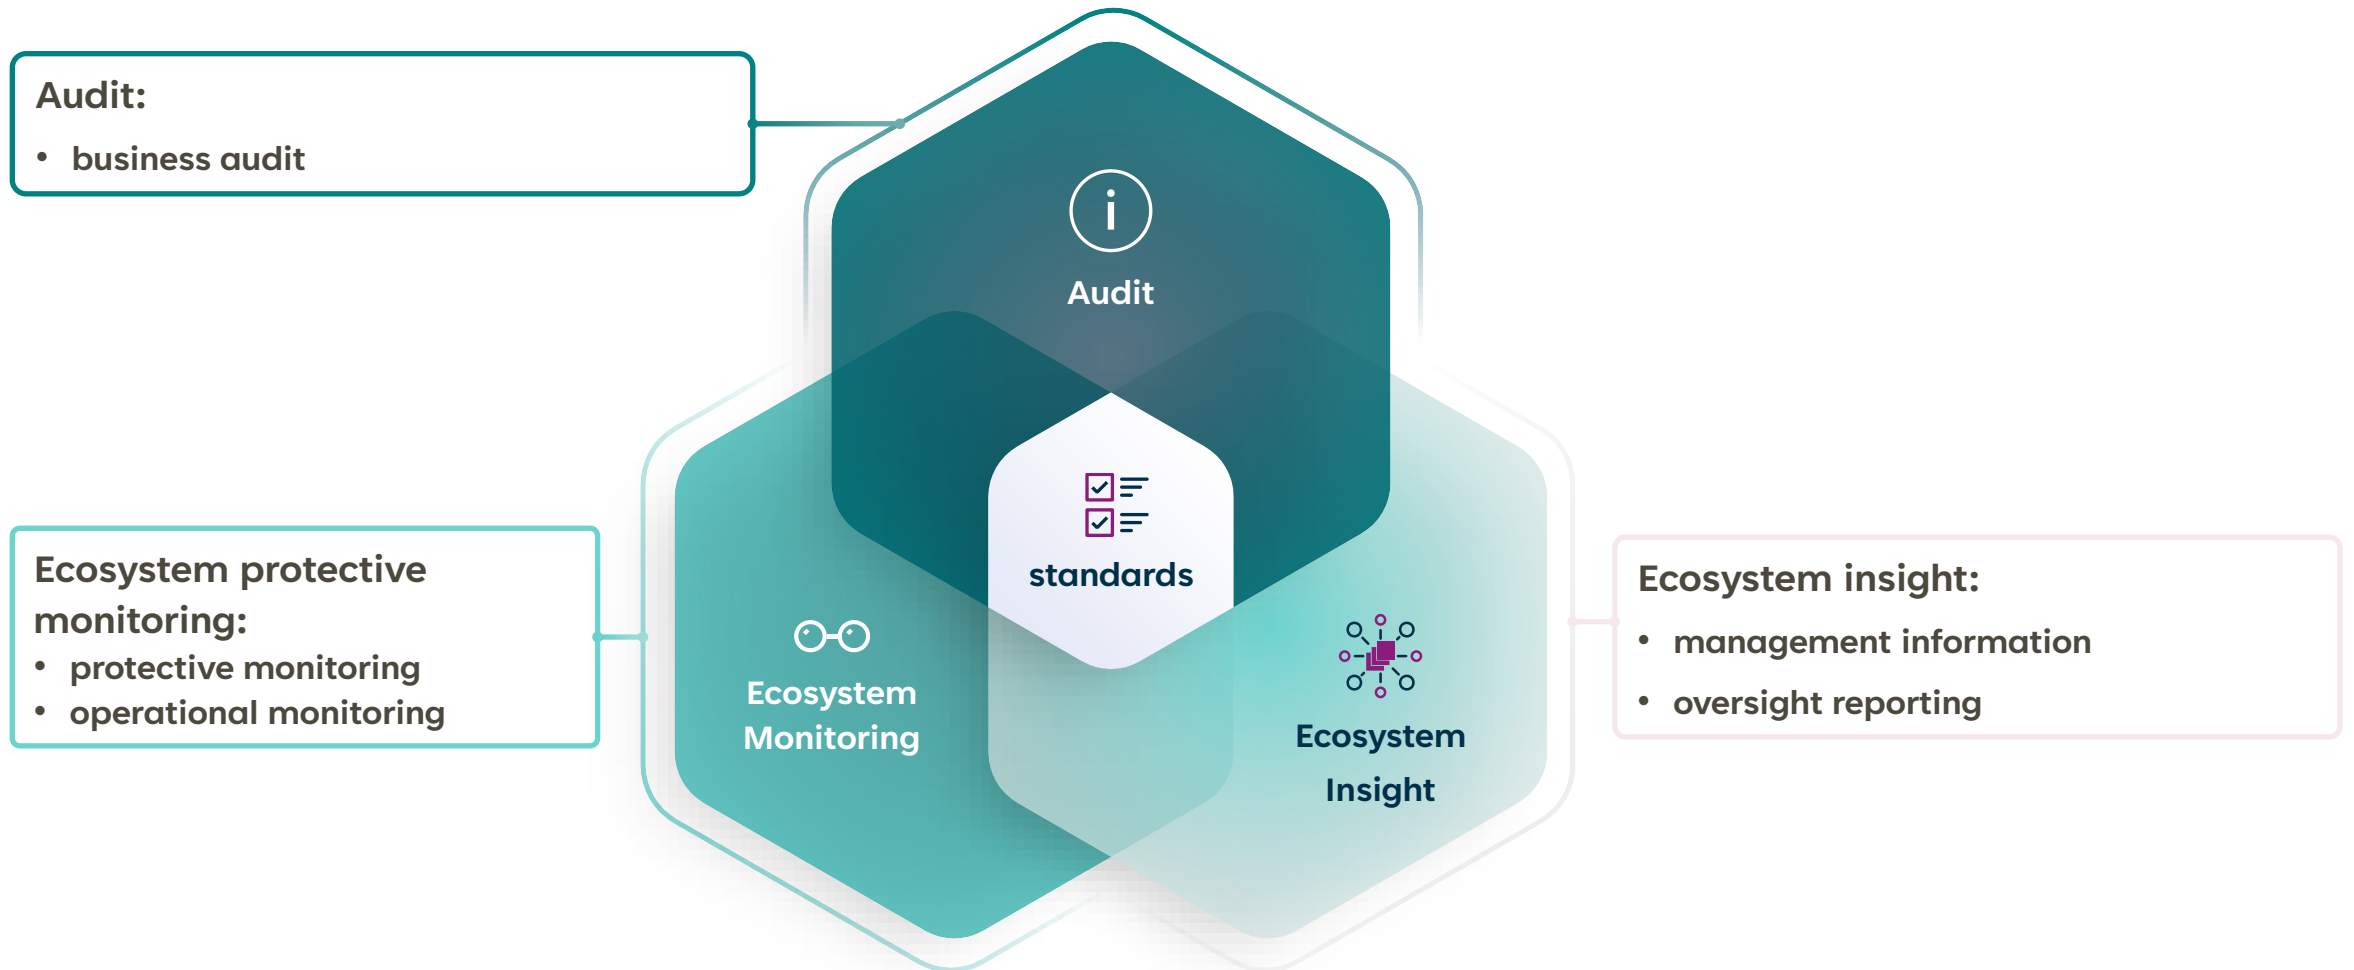 Audit:
• business audit
Audit
standards
Ecosystem protective
monitoring:
• protective monitoring
• operational monitoring
Ecosystem
Monitoring
Ecosystem
Insight
Ecosystem insight:
• management information
• oversight reporting